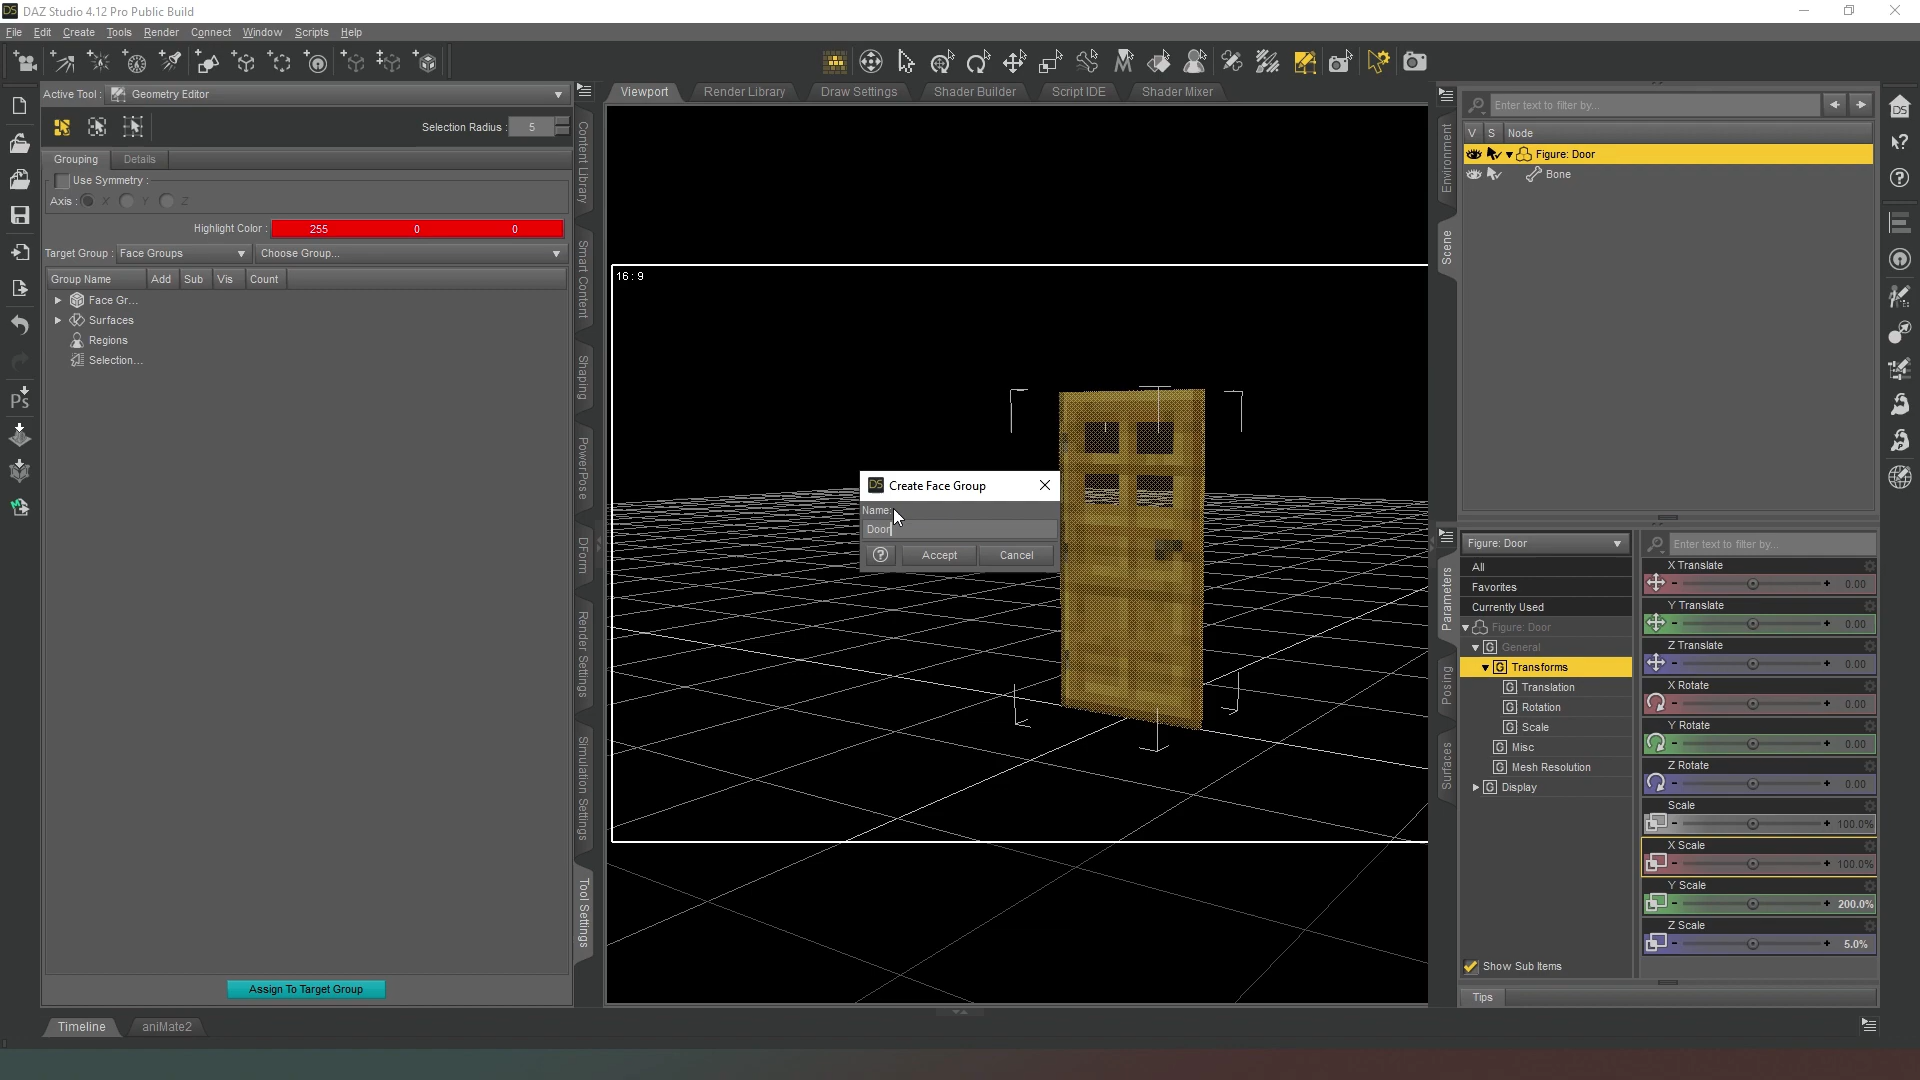 DAZ Studio 4.12 Pro Public Build
File Edit Create Tools Render Connect Window Scripts Help
Active Tool : Geometry Editor
Selection Radius : 5
Grouping Details
Use Symmetry :
Axis : X Y Z
Highlight Color : 255 0 0
Target Group : Face Groups Choose Group...
Group Name Add Sub Vis Count
Face Gr...
Surfaces
Regions
Selection...
Assign To Target Group
Timeline aniMate2
Content Library
Smart Content
Shaping
PowerPose
DForm
Render Settings
Simulation Settings
Tool Settings
Viewport Render Library Draw Settings Shader Builder Script IDE Shader Mixer
16 : 9
DS Create Face Group
Name:
Door
Accept Cancel
Environment
Scene
Enter text to filter by...
V S Node
Figure: Door
Bone
Parameters
Posing
Surfaces
Figure: Door
Enter text to filter by...
All
Favorites
Currently Used
Figure: Door
G General
G Transforms
G Translation
G Rotation
G Scale
G Misc
G Mesh Resolution
G Display
Show Sub Items
X Translate
0.00
Y Translate
0.00
Z Translate
0.00
X Rotate
0.00
Y Rotate
0.00
Z Rotate
0.00
Scale
100.0%
X Scale
100.0%
Y Scale
200.0%
Z Scale
5.0%
Tips